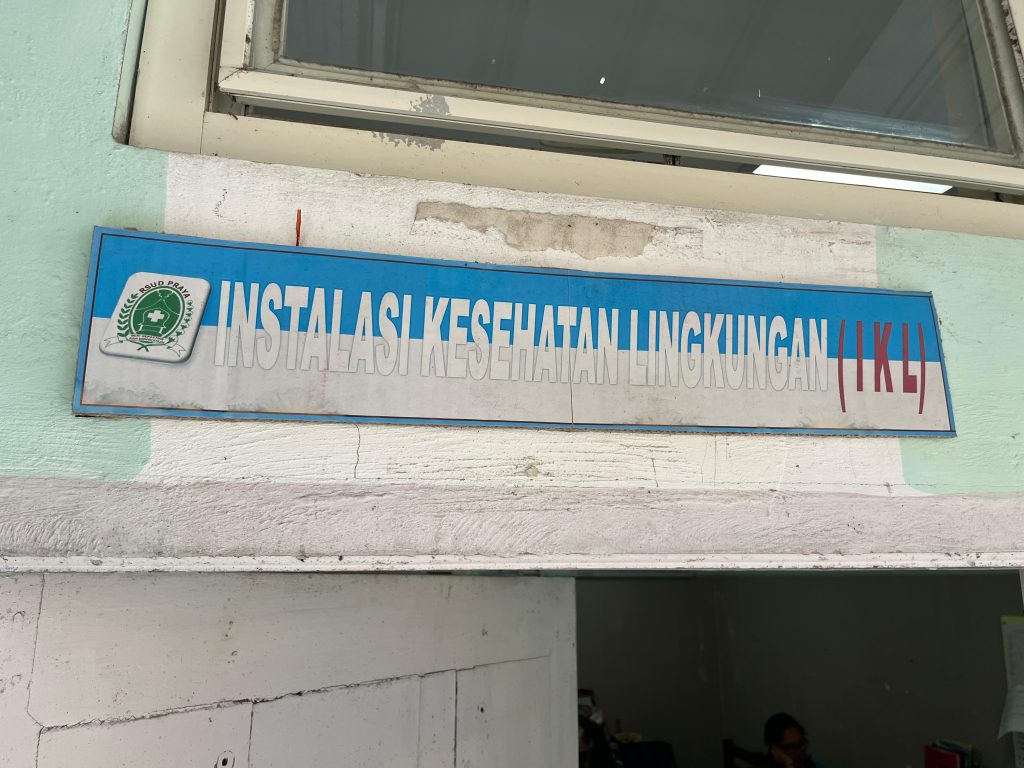 RSUD PRAYA
INSTALASI KESEHATAN LINGKUNGAN ( I K L )